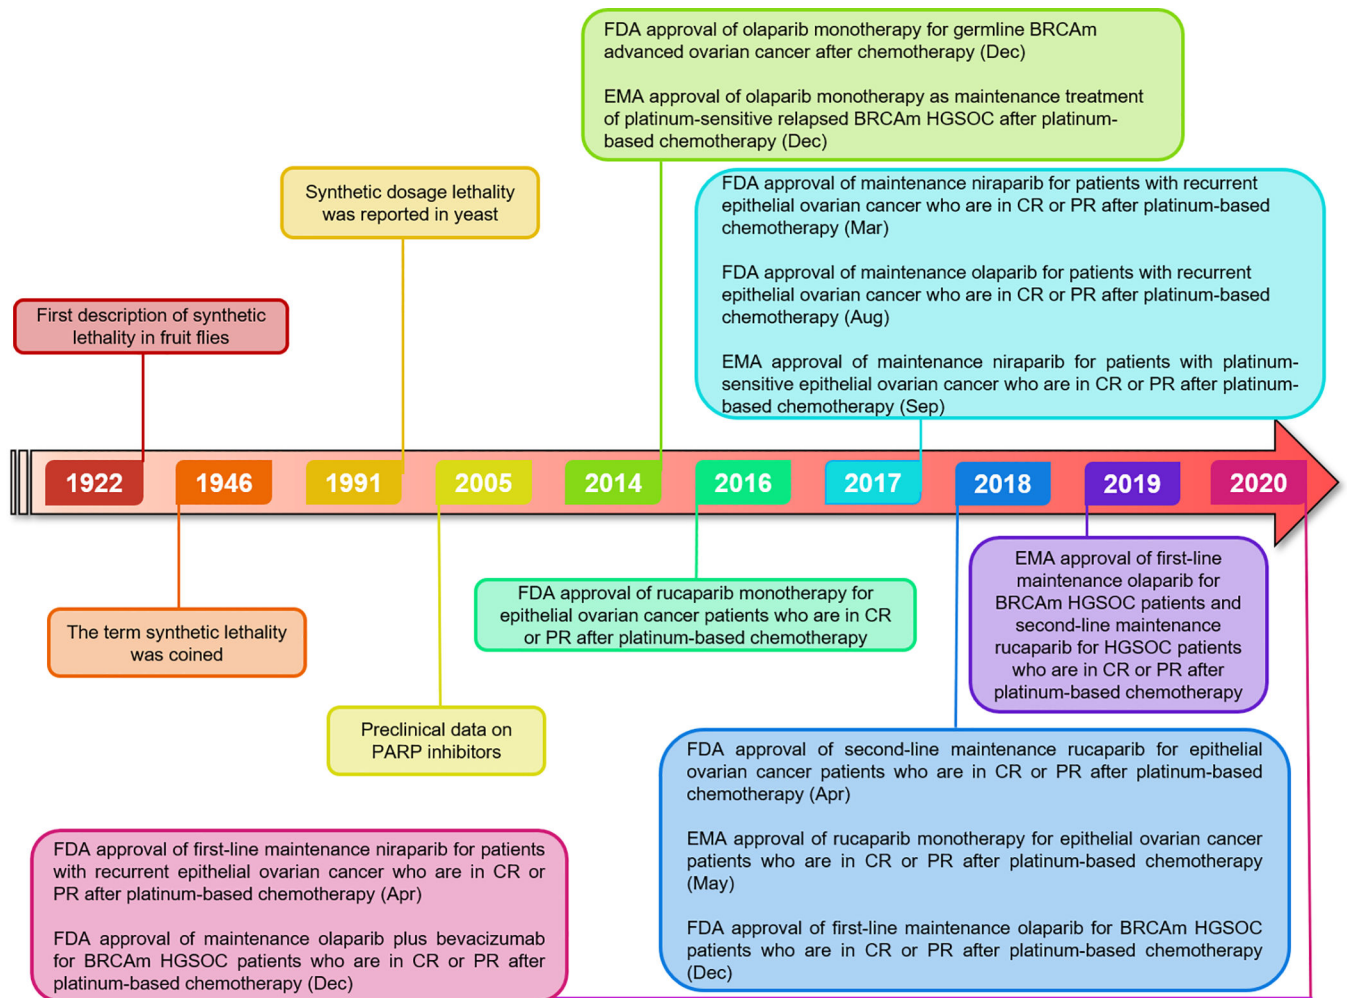 FDA approval of olaparib monotherapy for germline BRCAm
advanced ovarian cancer after chemotherapy (Dec)
EMA approval of olaparib monotherapy as maintenance treatment
of platinum-sensitive relapsed BRCAm HGSOC after platinum-
based chemotherapy (Dec)
Synthetic dosage lethality
was reported in yeast
FDA approval of maintenance niraparib for patients with recurrent
epithelial ovarian cancer who are in CR or PR after platinum-based
chemotherapy (Mar)
FDA approval of maintenance olaparib for patients with recurrent
epithelial ovarian cancer who are in CR or PR after platinum-based
chemotherapy (Aug)
EMA approval of maintenance niraparib for patients with platinum-
sensitive epithelial ovarian cancer who are in CR or PR after platinum-
based chemotherapy (Sep)
First description of synthetic
lethality in fruit flies
1922 1946 1991 2005 2014 2016 2017 2018 2019 2020
The term synthetic lethality
was coined
FDA approval of rucaparib monotherapy for
epithelial ovarian cancer patients who are in CR
or PR after platinum-based chemotherapy
EMA approval of first-line
maintenance olaparib for
BRCAm HGSOC patients and
second-line maintenance
rucaparib for HGSOC patients
who are in CR or PR after
platinum-based chemotherapy
Preclinical data on
PARP inhibitors
FDA approval of second-line maintenance rucaparib for epithelial
ovarian cancer patients who are in CR or PR after platinum-based
chemotherapy (Apr)
EMA approval of rucaparib monotherapy for epithelial ovarian cancer
patients who are in CR or PR after platinum-based chemotherapy
(May)
FDA approval of first-line maintenance olaparib for BRCAm HGSOC
patients who are in CR or PR after platinum-based chemotherapy
(Dec)
FDA approval of first-line maintenance niraparib for patients
with recurrent epithelial ovarian cancer who are in CR or
PR after platinum-based chemotherapy (Apr)
FDA approval of maintenance olaparib plus bevacizumab
for BRCAm HGSOC patients who are in CR or PR after
platinum-based chemotherapy (Dec)